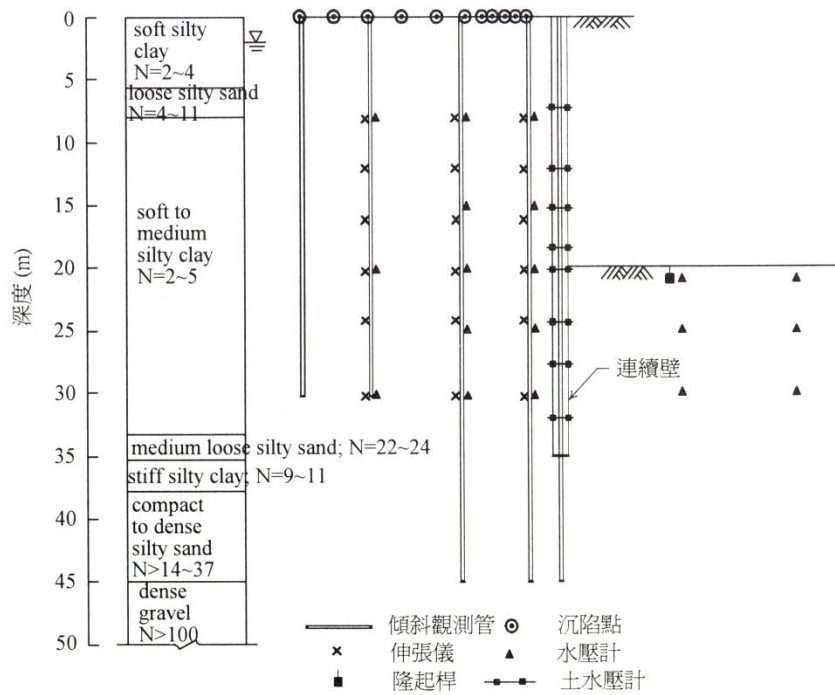 0
5
10
15
20
25
30
35
40
45
50
深度 (m)
soft silty
clay
N=2~4
loose silty sand
N=4~11
soft to
medium
silty clay
N=2~5
medium loose silty sand; N=22~24
stiff silty clay; N=9~11
compact
to dense
silty sand
N>14~37
dense
gravel
N>100
連續壁
傾斜觀測管
沉陷點
伸張儀
水壓計
隆起桿
土水壓計